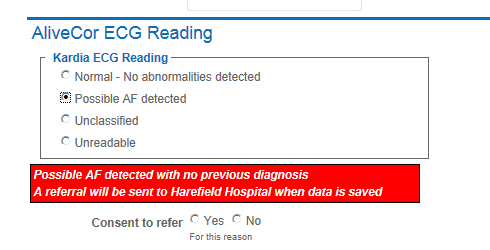 AliveCor ECG Reading
Kardia ECG Reading
Normal - No abnormalities detected
Possible AF detected
Unclassified
Unreadable
Possible AF detected with no previous diagnosis
A referral will be sent to Harefield Hospital when data is saved
Consent to refer Yes No
For this reason